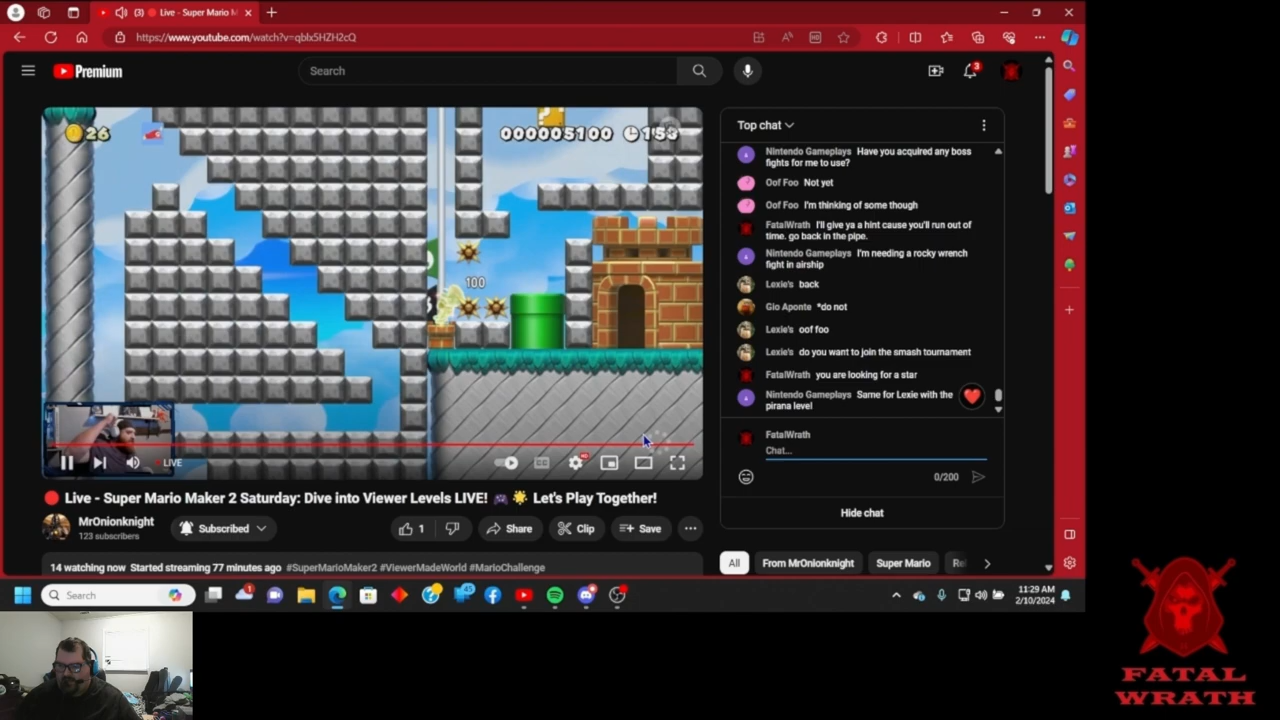 (3) Live - Super Mario M
https://www.youtube.com/watch?v=qblx5HZH2cQ
Premium
Search
3
26
000005100 150
100
LIVE
Top chat
Nintendo Gameplays Have you acquired any boss
fights for me to use?
Oof Foo Not yet
Oof Foo I'm thinking of some though
FatalWrath I'll give ya a hint cause you'll run out of
time. go back in the pipe.
Nintendo Gameplays I'm needing a rocky wrench
fight in airship
Lexie's back
Gio Aponte *do not
Lexie's oof foo
Lexie's do you want to join the smash tournament
FatalWrath you are looking for a star
Nintendo Gameplays Same for Lexie with the
pirana level
FatalWrath
Chat...
0/200
Hide chat
Live - Super Mario Maker 2 Saturday: Dive into Viewer Levels LIVE! 🎮 🌟 Let's Play Together!
MrOnionknight
123 subscribers
Subscribed
1
Share
Clip
Save
14 watching now Started streaming 77 minutes ago #SuperMarioMaker2 #ViewerMadeWorld #MarioChallenge
All
From MrOnionknight
Super Mario
Re
Search
1
45
11:29 AM
2/10/2024
FATAL
WRATH